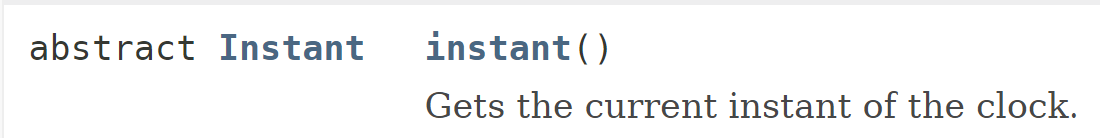 abstract Instant instant()
Gets the current instant of the clock.